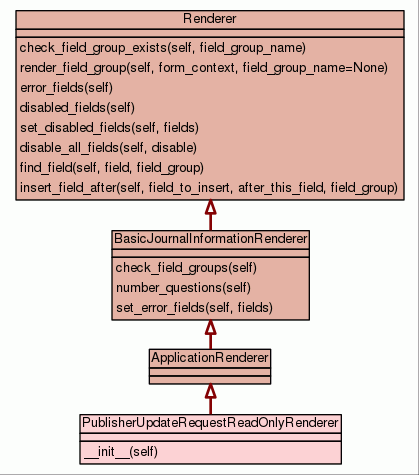 Renderer
check_field_group_exists(self, field_group_name)
render_field_group(self, form_context, field_group_name=None)
error_fields(self)
disabled_fields(self)
set_disabled_fields(self, fields)
disable_all_fields(self, disable)
find_field(self, field, field_group)
insert_field_after(self, field_to_insert, after_this_field, field_group)
BasicJournalInformationRenderer
check_field_groups(self)
number_questions(self)
set_error_fields(self, fields)
ApplicationRenderer
PublisherUpdateRequestReadOnlyRenderer
__init__(self)